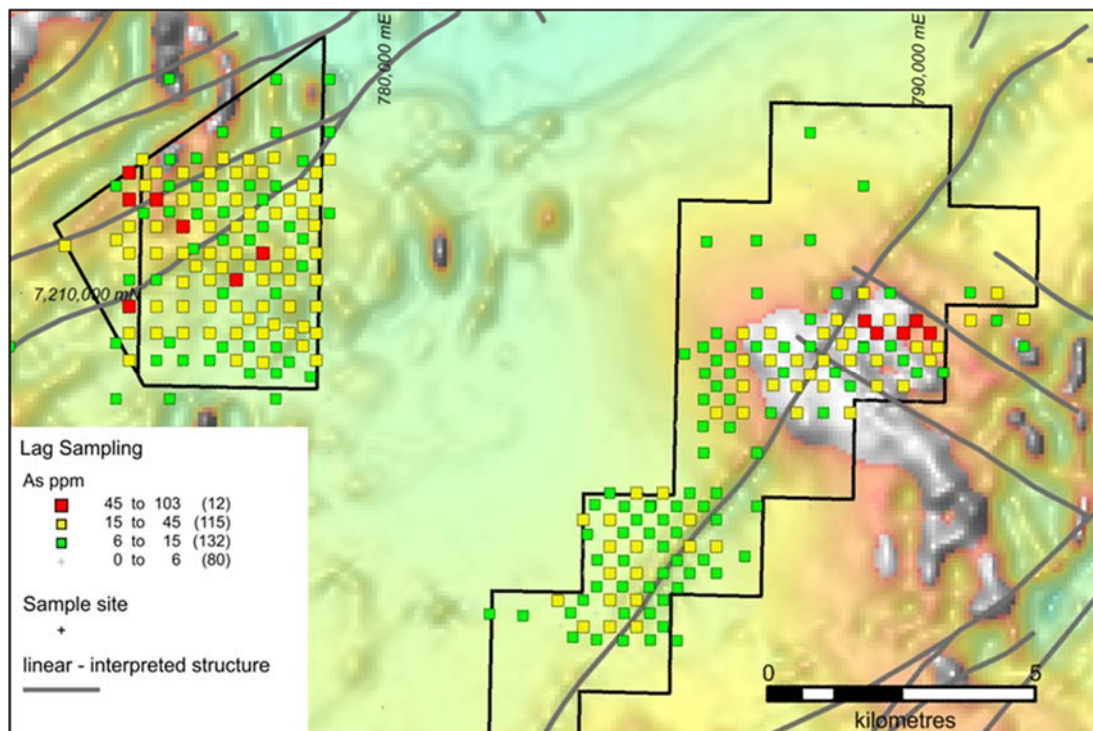 780,000 mE
790,000 mE
7,210,000 mN
Lag Sampling
As ppm
45 to 103 (12)
15 to 45 (115)
6 to 15 (132)
0 to 6 (80)
Sample site
linear - interpreted structure
0 5
kilometres